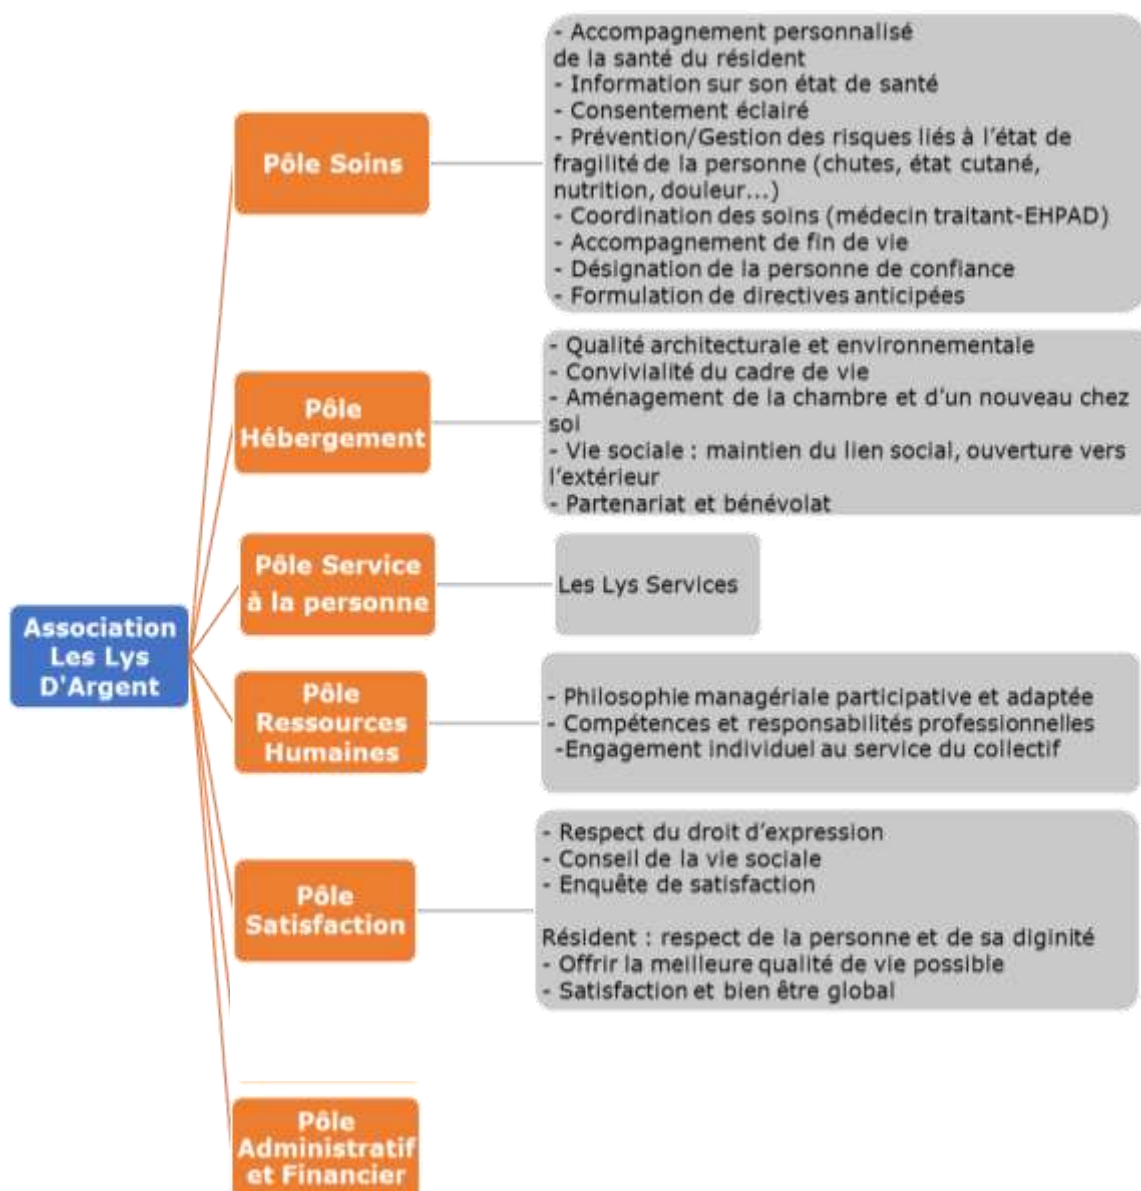 Association
Les Lys
D'Argent
Pôle Soins
- Accompagnement personnalisé
de la santé du résident
- Information sur son état de santé
- Consentement éclairé
- Prévention/Gestion des risques liés à l'état de
fragilité de la personne (chutes, état cutané,
nutrition, douleur...)
- Coordination des soins (médecin traitant-EHPAD)
- Accompagnement de fin de vie
- Désignation de la personne de confiance
- Formulation de directives anticipées
Pôle
Hébergement
- Qualité architecturale et environnementale
- Convivialité du cadre de vie
- Aménagement de la chambre et d'un nouveau chez
soi
- Vie sociale : maintien du lien social, ouverture vers
l'extérieur
- Partenariat et bénévolat
Pôle Service
à la personne
Les Lys Services
Pôle
Ressources
Humaines
- Philosophie managériale participative et adaptée
- Compétences et responsabilités professionnelles
-Engagement individuel au service du collectif
Pôle
Satisfaction
- Respect du droit d'expression
- Conseil de la vie sociale
- Enquête de satisfaction
Résident : respect de la personne et de sa diginité
- Offrir la meilleure qualité de vie possible
- Satisfaction et bien être global
Pôle
Administratif
et Financier